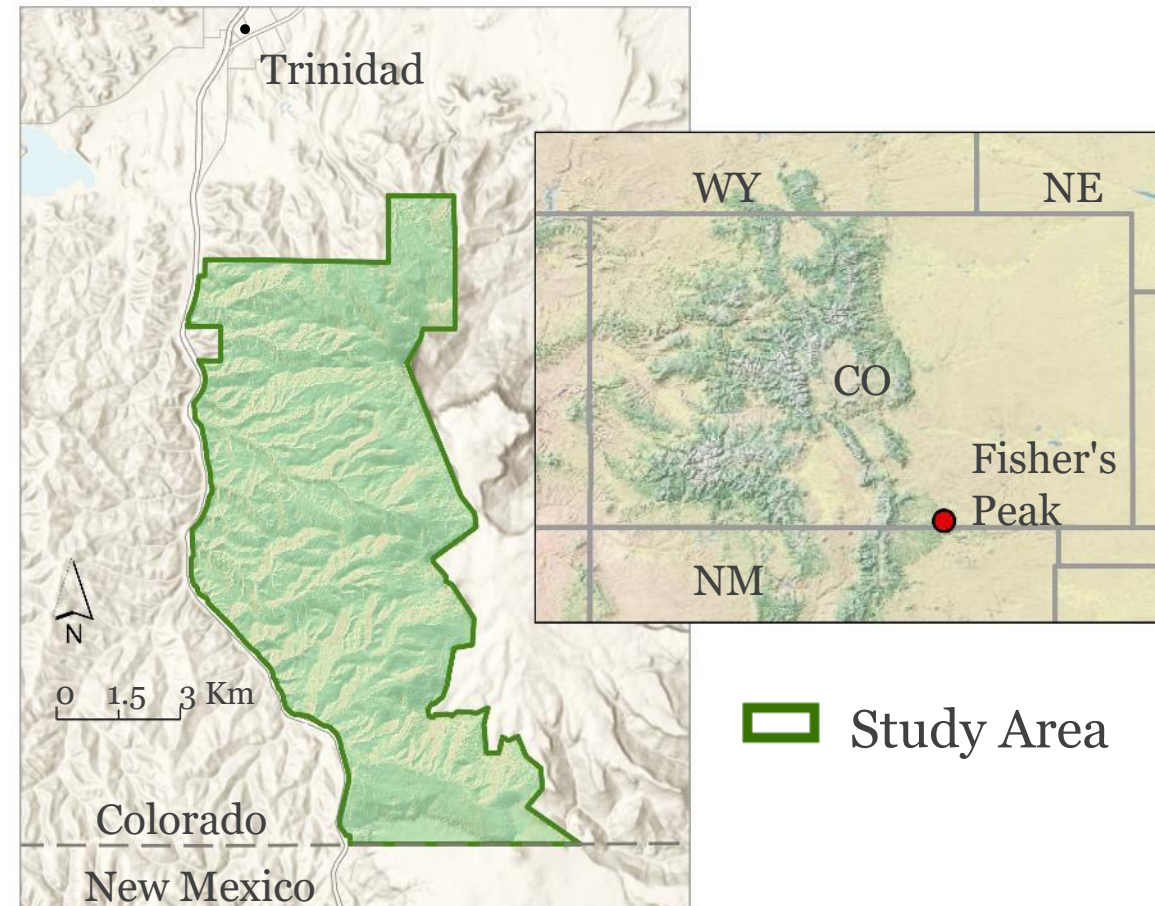 Trinidad
WY
NE
CO
Fisher's
Peak
NM
N
0 1.5 3 Km
Study Area
Colorado
New Mexico